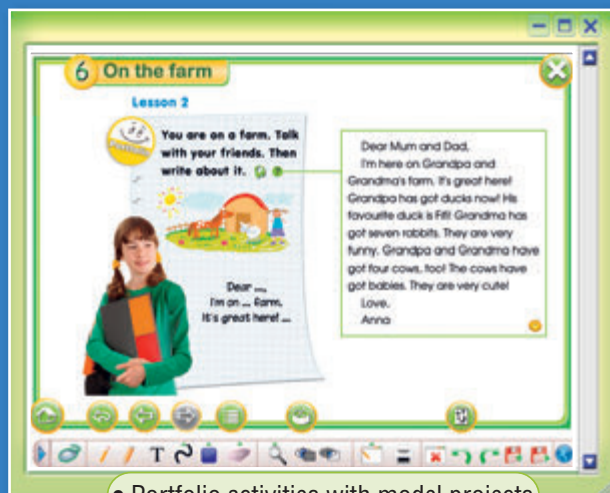 6 On the farm
Lesson 2
You are on a farm. Talk
with your friends. Then
write about it.
Dear ...,
I'm on ... farm.
It's great here! ...
Dear Mum and Dad,
I'm here on Grandpa and
Grandma's farm. It's great here!
Grandpa has got ducks now! His
favourite duck is Fifi! Grandma has
got seven rabbits. They are very
funny. Grandpa and Grandma have
got four cows, too! The cows have
got babies. They are very cute!
Love,
Anna
T
• Portfolio activities with model projects